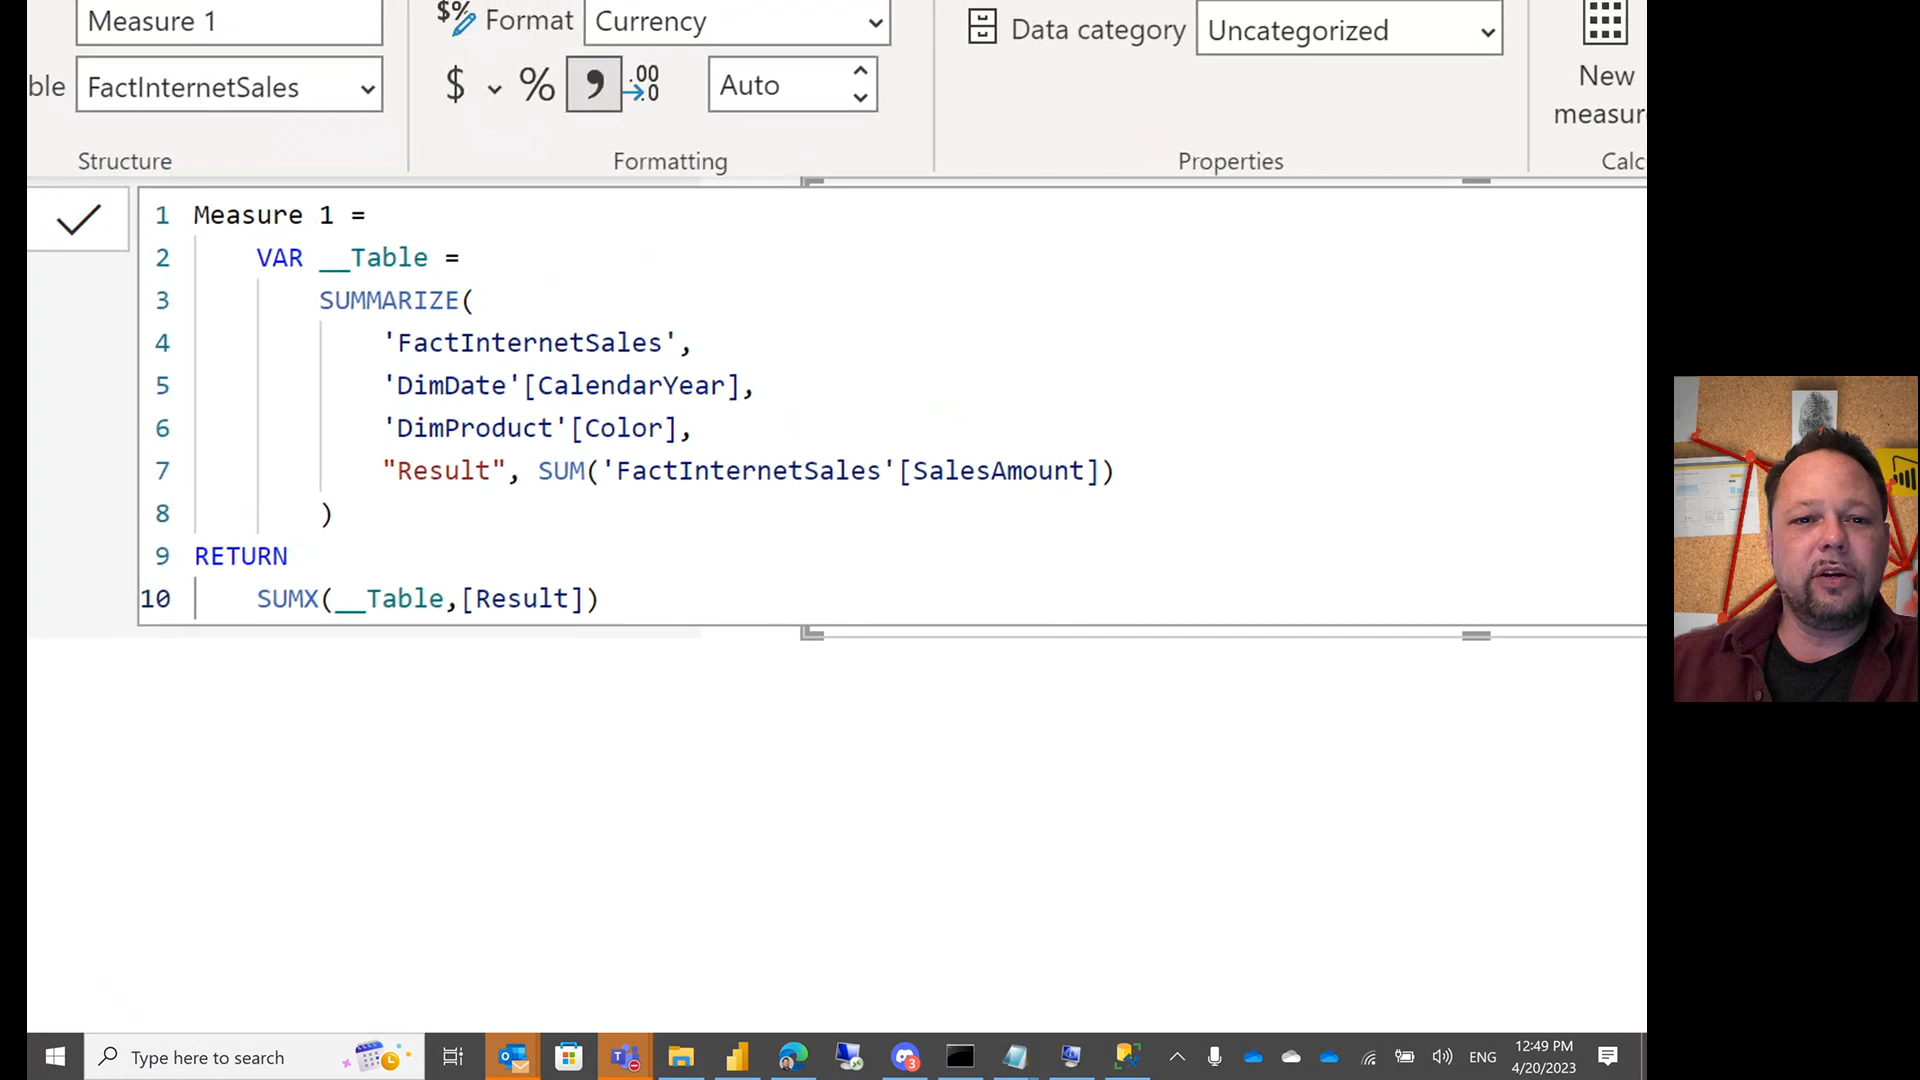 Measure 1
Format
Currency
Data category
Uncategorized
ble
FactInternetSales
$
%
,
.00
.0
Auto
New
measur
Structure
Formatting
Properties
Calc
1 Measure 1 =
2 VAR __Table =
3 SUMMARIZE(
4 'FactInternetSales',
5 'DimDate'[CalendarYear],
6 'DimProduct'[Color],
7 "Result", SUM('FactInternetSales'[SalesAmount])
8 )
9 RETURN
10 SUMX(__Table,[Result])
Type here to search
3
ENG
12:49 PM
4/20/2023